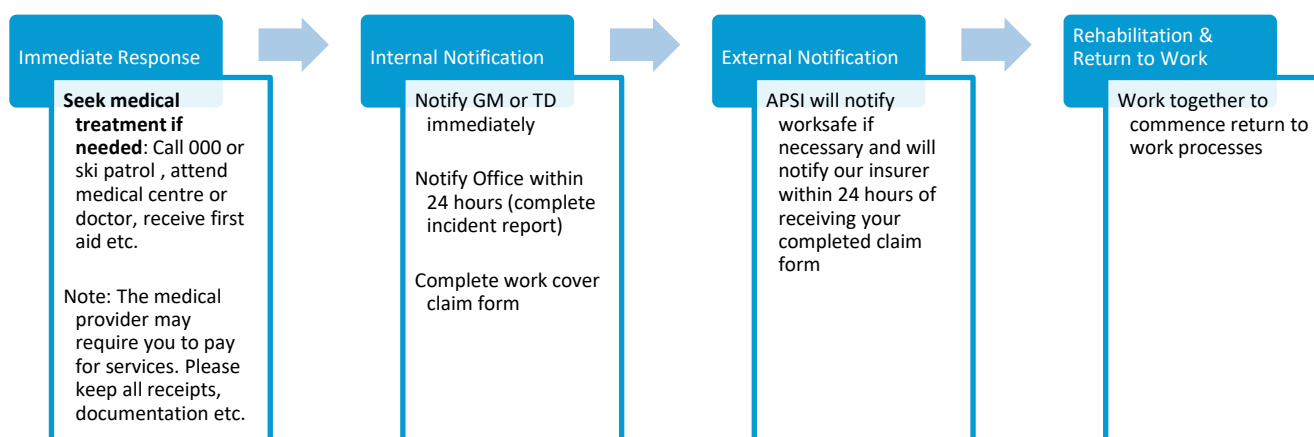 Immediate Response
Seek medical
treatment if
needed: Call 000 or
ski patrol , attend
medical centre or
doctor, receive first
aid etc.
Note: The medical
provider may
require you to pay
for services. Please
keep all receipts,
documentation etc.
Internal Notification
Notify GM or TD
immediately
Notify Office within
24 hours (complete
incident report)
Complete work cover
claim form
External Notification
APSI will notify
worksafe if
necessary and will
notify our insurer
within 24 hours of
receiving your
completed claim
form
Rehabilitation &
Return to Work
Work together to
commence return to
work processes